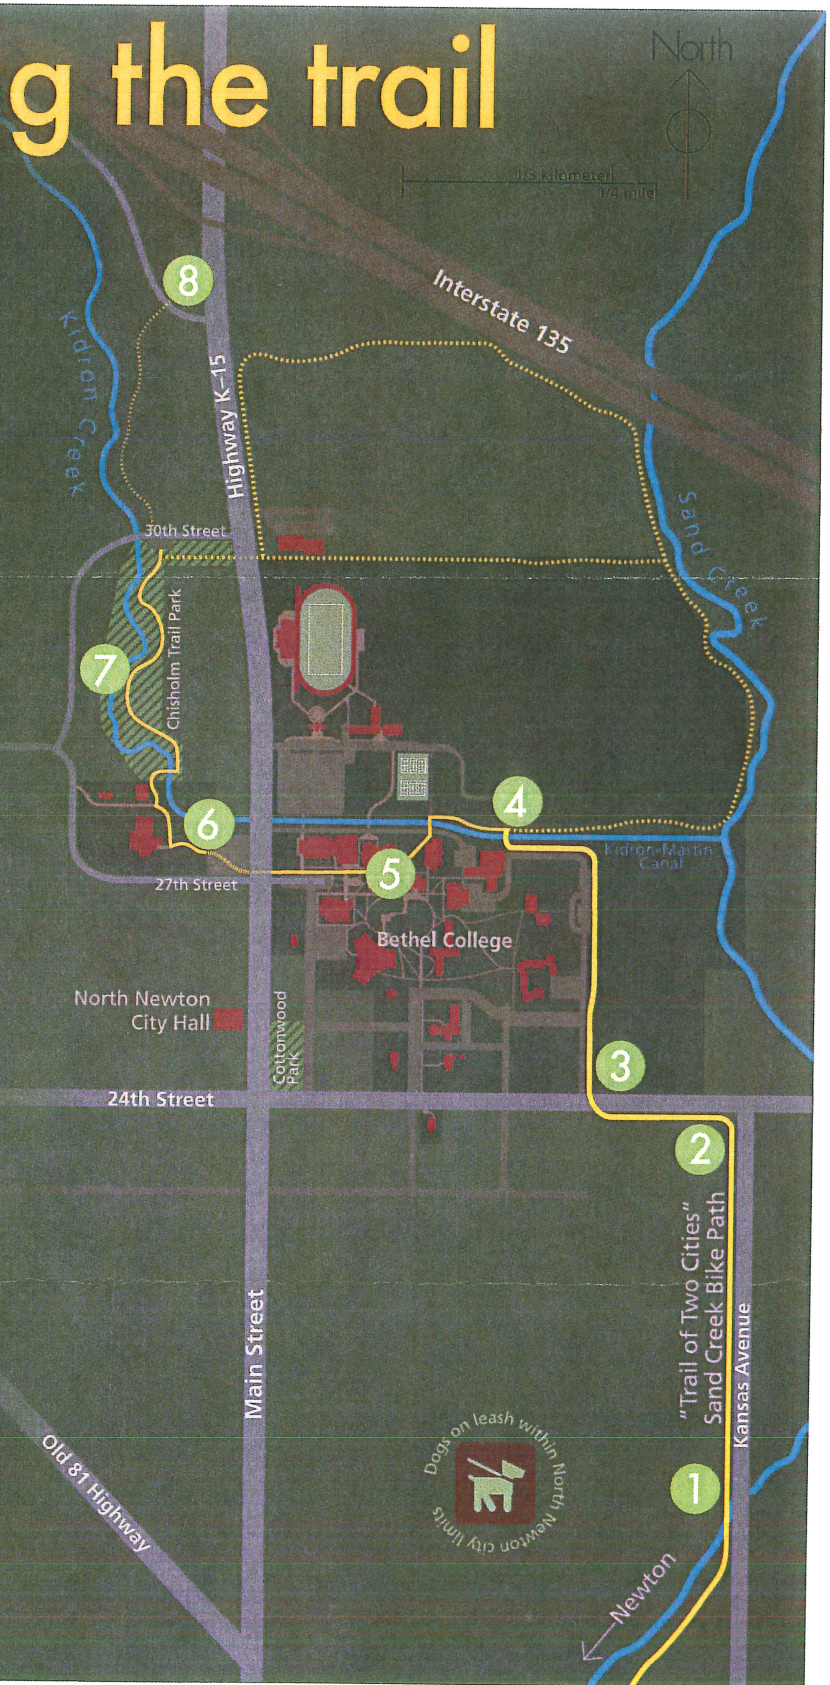 g the trail
North
1/3 kilometer
1/4 mile
8
Interstate 135
Kidron Creek
Highway K–15
Sand Creek
30th Street
Chisholm Trail Park
7
4
6
Kidron-Martin
Canal
5
27th Street
Bethel College
North Newton
City Hall
Cottonwood
Park
3
24th Street
2
"Trail of Two Cities"
Sand Creek Bike Path
Kansas Avenue
Main Street
Dogs on leash within North
Newton city limits
Old 81 Highway
1
Newton